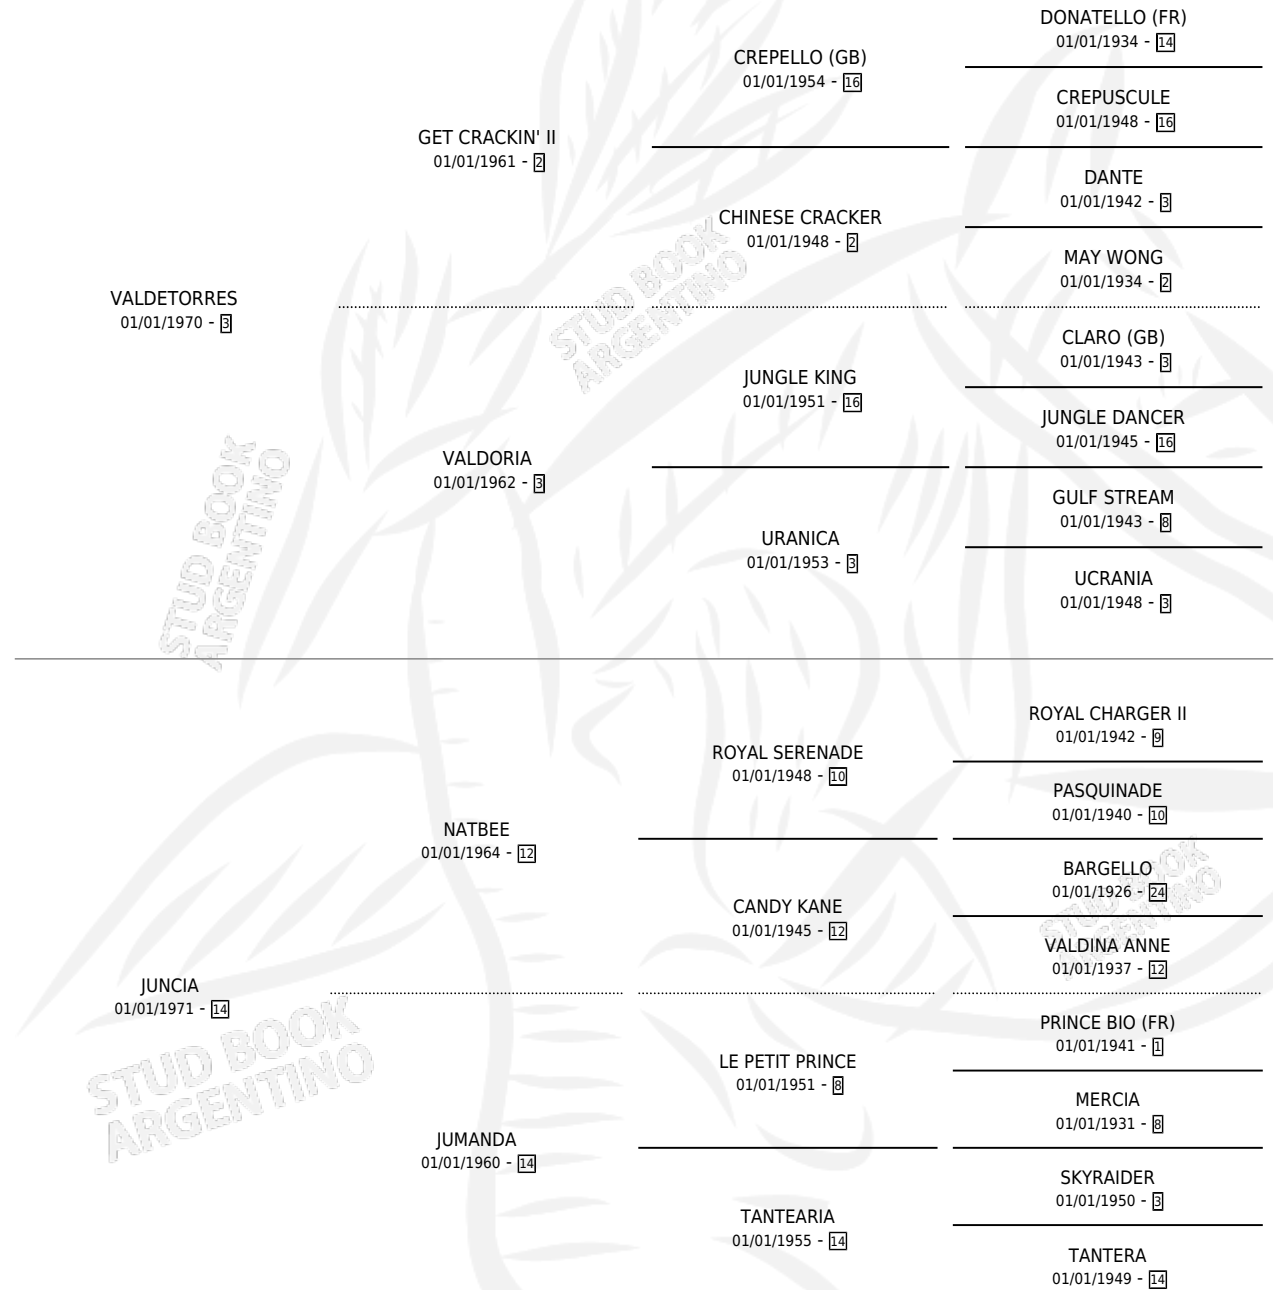 DONATELLO (FR)
01/01/1934 - 14
CREPELLO (GB)
01/01/1954 - 16
CREPUSCULE
01/01/1948 - 16
GET CRACKIN' II
01/01/1961 - 2
DANTE
01/01/1942 - 3
CHINESE CRACKER
01/01/1948 - 2
MAY WONG
01/01/1934 - 2
VALDETORRES
01/01/1970 - 3
CLARO (GB)
01/01/1943 - 3
JUNGLE KING
01/01/1951 - 16
JUNGLE DANCER
01/01/1945 - 16
VALDORIA
01/01/1962 - 3
GULF STREAM
01/01/1943 - 8
URANICA
01/01/1953 - 3
UCRANIA
01/01/1948 - 3
ROYAL CHARGER II
01/01/1942 - 9
ROYAL SERENADE
01/01/1948 - 10
PASQUINADE
01/01/1940 - 10
NATBEE
01/01/1964 - 12
BARGELLO
01/01/1926 - 24
CANDY KANE
01/01/1945 - 12
VALDINA ANNE
01/01/1937 - 12
JUNCIA
01/01/1971 - 14
PRINCE BIO (FR)
01/01/1941 - 1
LE PETIT PRINCE
01/01/1951 - 8
MERCIA
01/01/1931 - 8
JUMANDA
01/01/1960 - 14
SKYRAIDER
01/01/1950 - 3
TANTEARIA
01/01/1955 - 14
TANTERA
01/01/1949 - 14
STUD BOOK
ARGENTINO
STUD BOOK
ARGENTINO
STUD BOOK
ARGENTINO
STUD BOOK
ARGENTINO